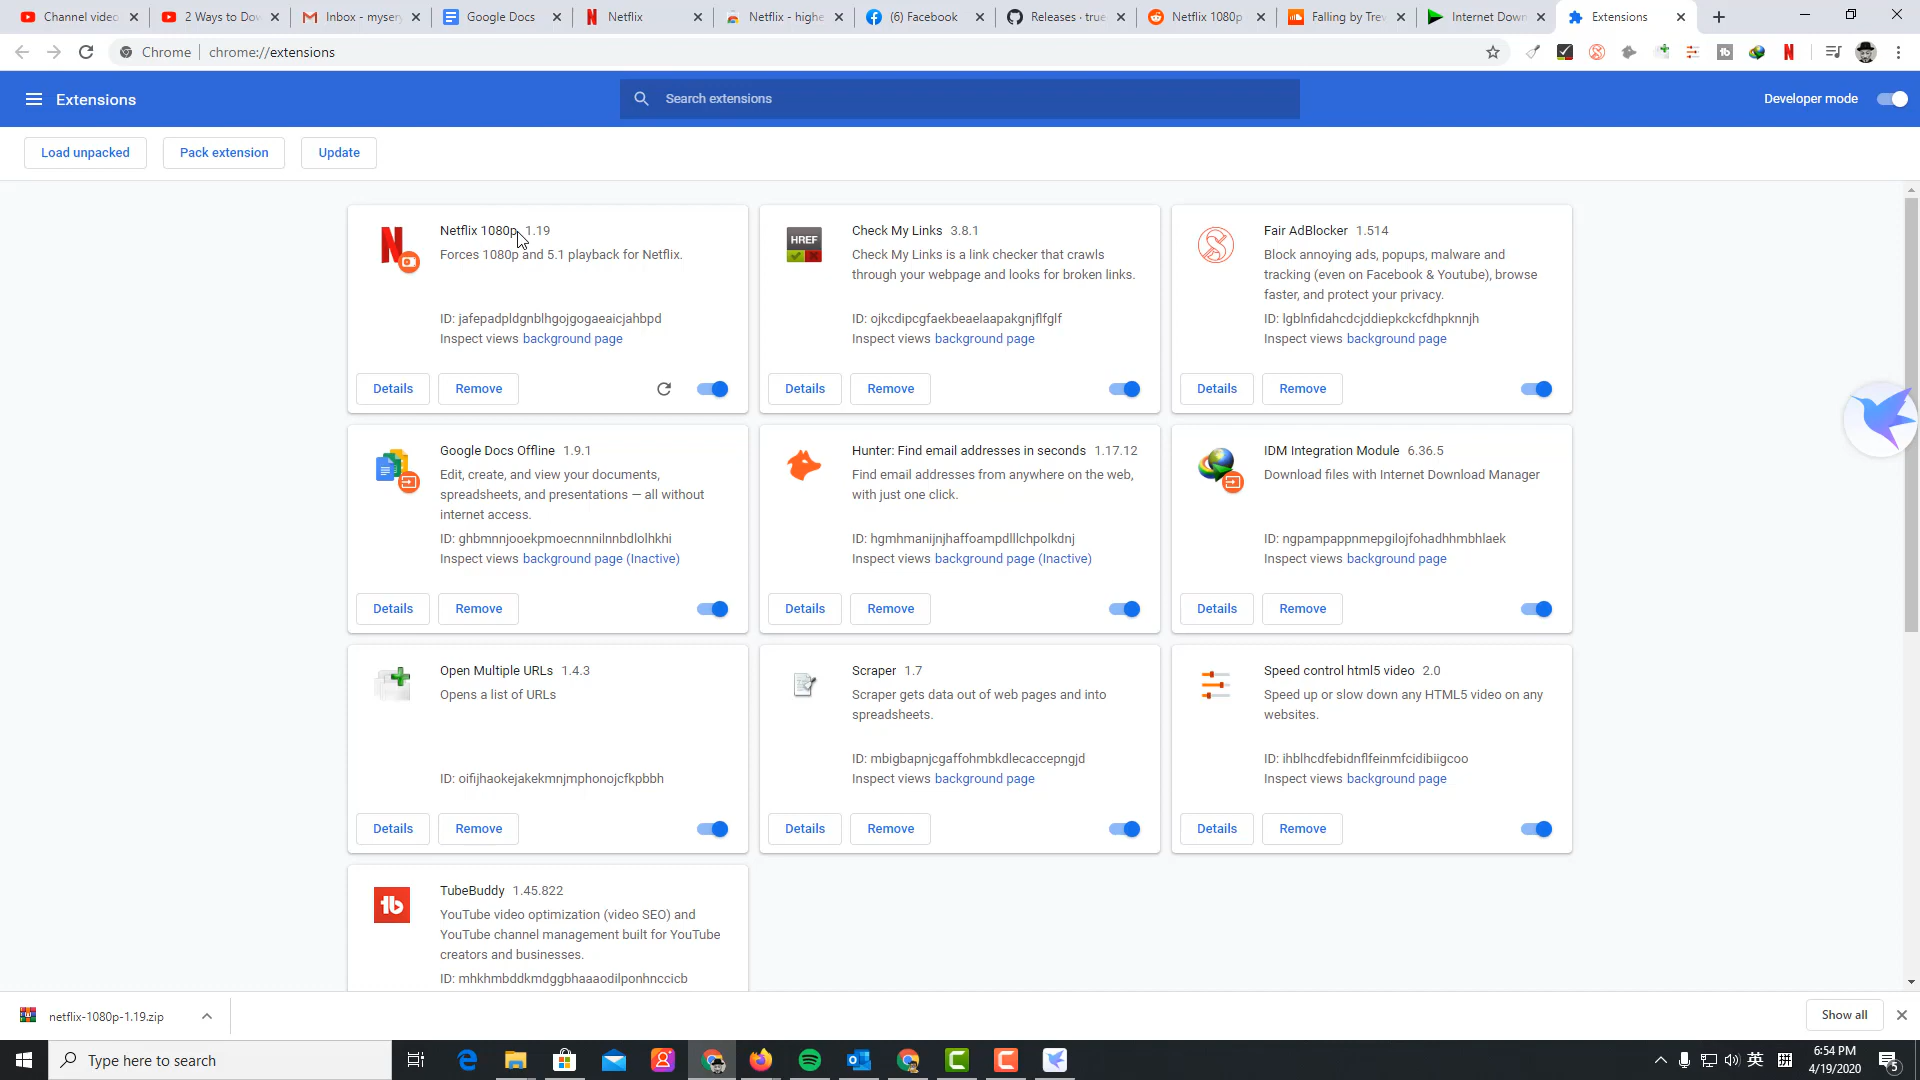 Channel video
2 Ways to Dow
Inbox - mysery
Google Docs
Netflix
Netflix - highe
(6) Facebook
Releases · true
Netflix 1080p
Falling by Trev
Internet Down
Extensions
Chrome chrome://extensions
Extensions
Search extensions
Developer mode
Load unpacked
Pack extension
Update
Netflix 1080p 1.19
Forces 1080p and 5.1 playback for Netflix.
ID: jafepadpldgnblhgojgogaeaicjahbpd
Inspect views background page
Details
Remove
HREF
Check My Links 3.8.1
Check My Links is a link checker that crawls
through your webpage and looks for broken links.
ID: ojkcdipcgfaekbeaelaapakgnjflfglf
Inspect views background page
Details
Remove
Fair AdBlocker 1.514
Block annoying ads, popups, malware and
tracking (even on Facebook & Youtube), browse
faster, and protect your privacy.
ID: lgblnfidahcdcjddiepkckcfdhpknnjh
Inspect views background page
Details
Remove
Google Docs Offline 1.9.1
Edit, create, and view your documents,
spreadsheets, and presentations — all without
internet access.
ID: ghbmnnjooekpmoecnnnilnnbdlolhkhi
Inspect views background page (Inactive)
Details
Remove
Hunter: Find email addresses in seconds 1.17.12
Find email addresses from anywhere on the web,
with just one click.
ID: hgmhmanijnjhaffoampdlllchpolkdnj
Inspect views background page (Inactive)
Details
Remove
IDM Integration Module 6.36.5
Download files with Internet Download Manager
ID: ngpampappnmepgilojfohadhhmbhlaek
Inspect views background page
Details
Remove
Open Multiple URLs 1.4.3
Opens a list of URLs
ID: oifijhaokejakekmnjmphonojcfkpbbh
Details
Remove
Scraper 1.7
Scraper gets data out of web pages and into
spreadsheets.
ID: mbigbapnjcgaffohmbkdlecaccepngjd
Inspect views background page
Details
Remove
Speed control html5 video 2.0
Speed up or slow down any HTML5 video on any
websites.
ID: ihblhcdfebidnflfeinmfcidibiigcoo
Inspect views background page
Details
Remove
TubeBuddy 1.45.822
YouTube video optimization (video SEO) and
YouTube channel management built for YouTube
creators and businesses.
ID: mhkhmbddkmdggbhaaaodilponhnccicb
netflix-1080p-1.19.zip
Show all
Type here to search
英
拼
6:54 PM
4/19/2020
5